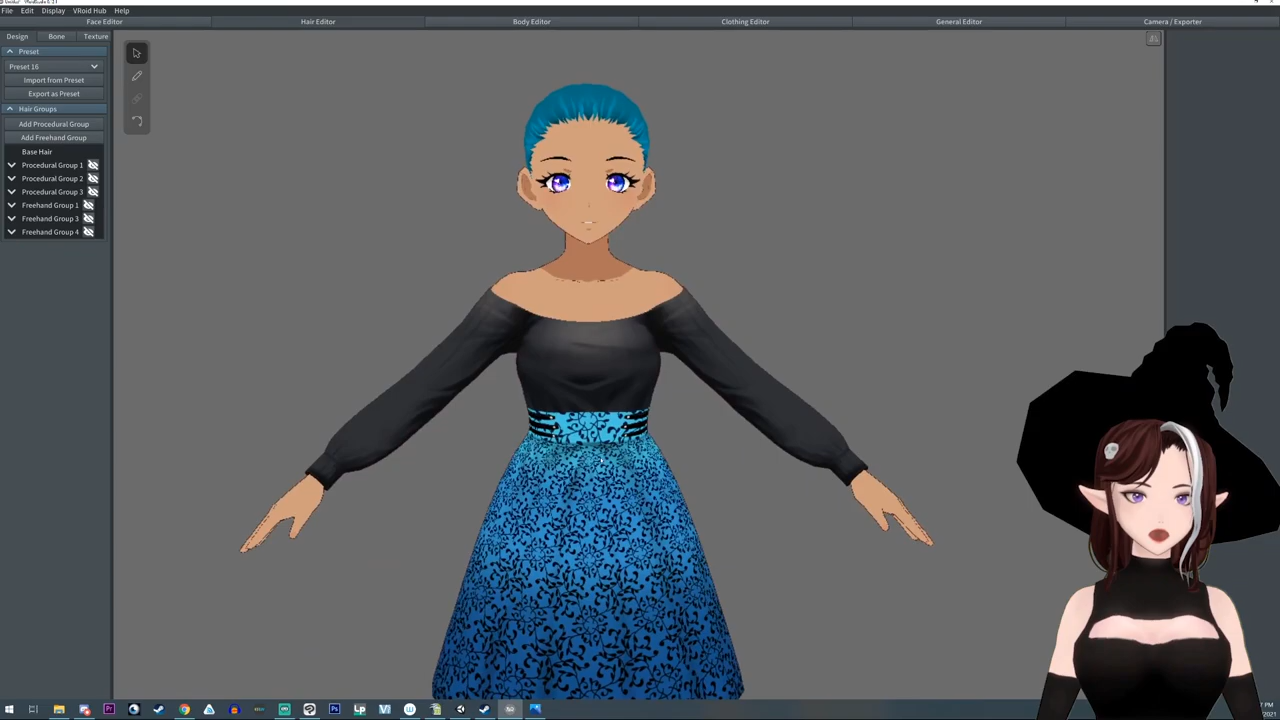 File Edit Display VRoid Hub Help
Face Editor Hair Editor Body Editor Clothing Editor General Editor Camera / Exporter
Design Bone Texture
Preset
Preset 16
Import from Preset
Export as Preset
Hair Groups
Add Procedural Group
Add Freehand Group
Base Hair
Procedural Group 1
Procedural Group 2
Procedural Group 3
Freehand Group 1
Freehand Group 3
Freehand Group 4